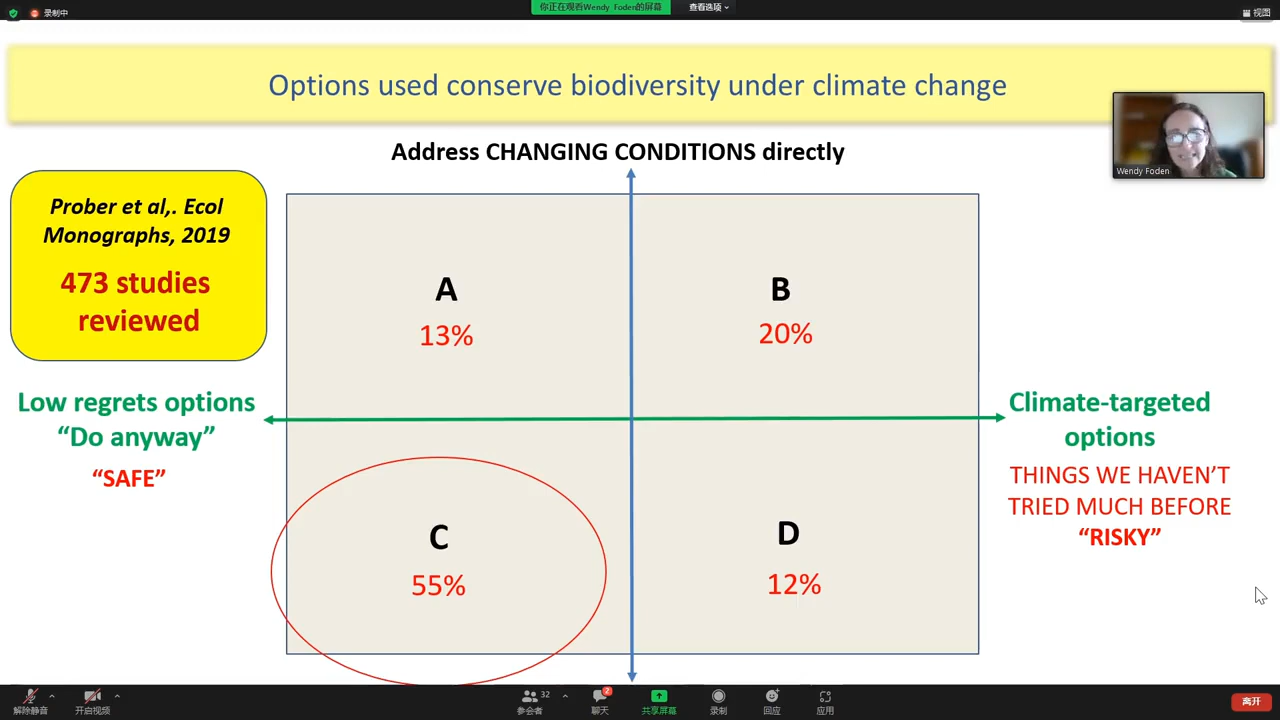 录制中
你正在观看Wendy Foden的屏幕
查看选项
视图
Options used conserve biodiversity under climate change
Wendy Foden
Address CHANGING CONDITIONS directly
Prober et al,. Ecol
Monographs, 2019
473 studies
reviewed
A
13%
B
20%
Low regrets options
“Do anyway”
“SAFE”
Climate-targeted
options
THINGS WE HAVEN’T
TRIED MUCH BEFORE
“RISKY”
C
55%
D
12%
解除静音
开启视频
32
参会者
2
聊天
共享屏幕
录制
回应
应用
离开